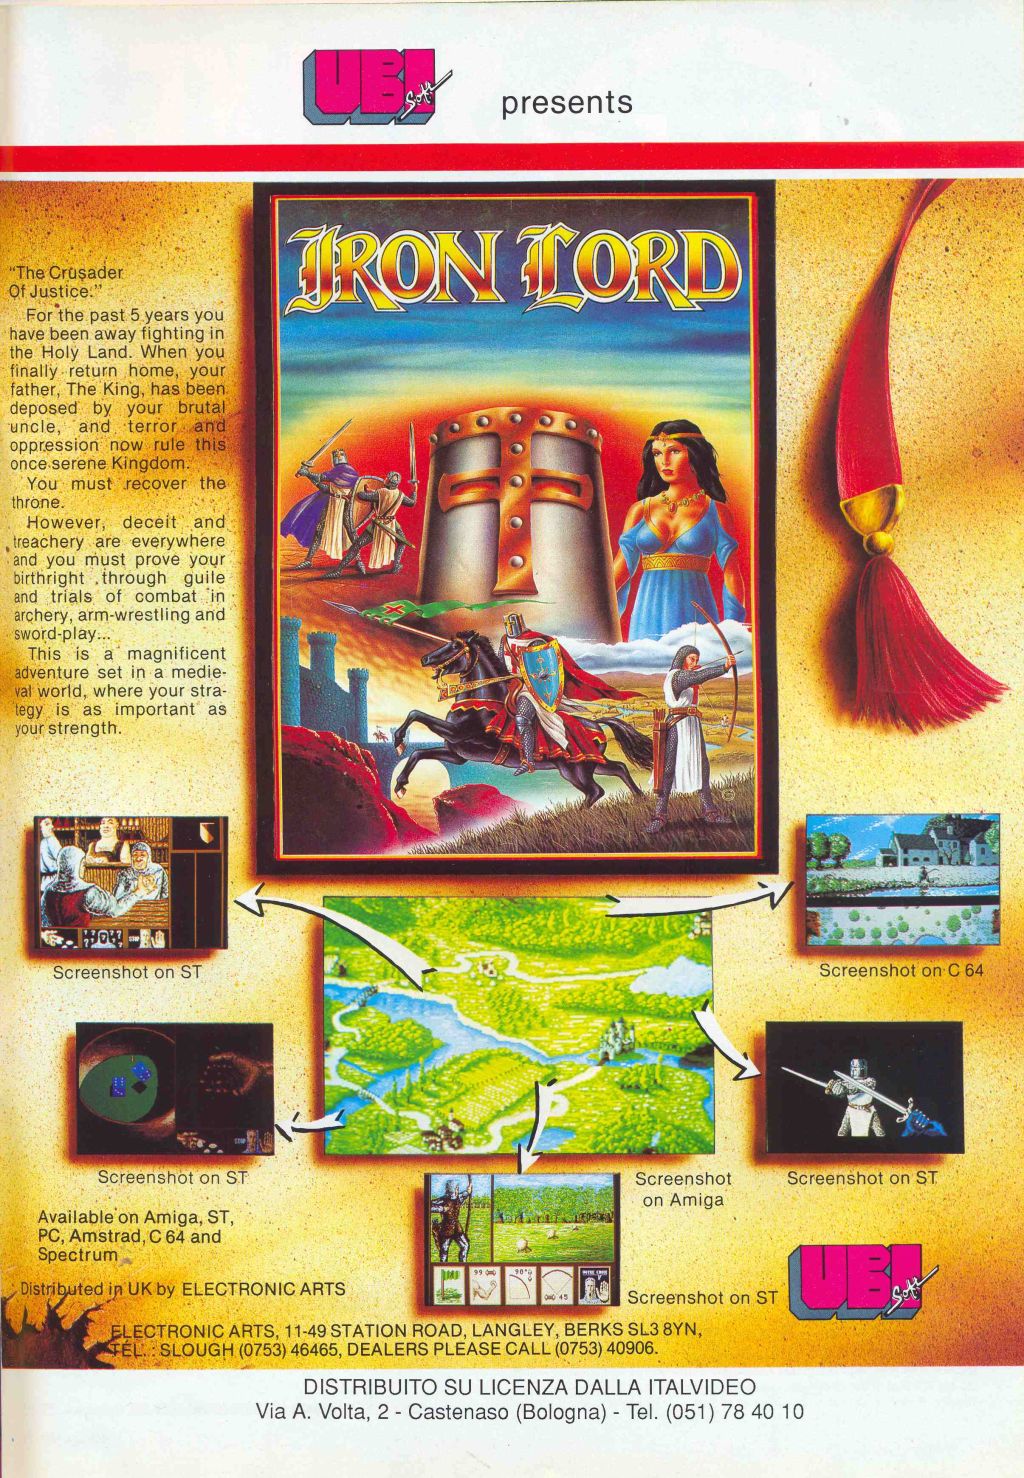 UBI Soft
presents
IRON LORD
"The Crusader
Of Justice."
For the past 5 years you
have been away fighting in
the Holy Land. When you
finally return home, your
father, The King, has been
deposed by your brutal
uncle, and terror and
oppression now rule this
once serene Kingdom.
You must recover the
throne.
However, deceit and
treachery are everywhere
and you must prove your
birthright through guile
and trials of combat in
archery, arm-wrestling and
sword-play...
This is a magnificent
adventure set in a medie-
val world, where your stra-
tegy is as important as
your strength.
STOP
Screenshot on ST
Screenshot on C 64
STOP
Screenshot on ST
Screenshot
on Amiga
Screenshot on ST
Available on Amiga, ST,
PC, Amstrad, C 64 and
Spectrum
99
90°
45
Screenshot on ST
UBI Soft
Distributed in UK by ELECTRONIC ARTS
ELECTRONIC ARTS, 11-49 STATION ROAD, LANGLEY, BERKS SL3 8YN,
TEL. : SLOUGH (0753) 46465, DEALERS PLEASE CALL (0753) 40906.
DISTRIBUITO SU LICENZA DALLA ITALVIDEO
Via A. Volta, 2 - Castenaso (Bologna) - Tel. (051) 78 40 10